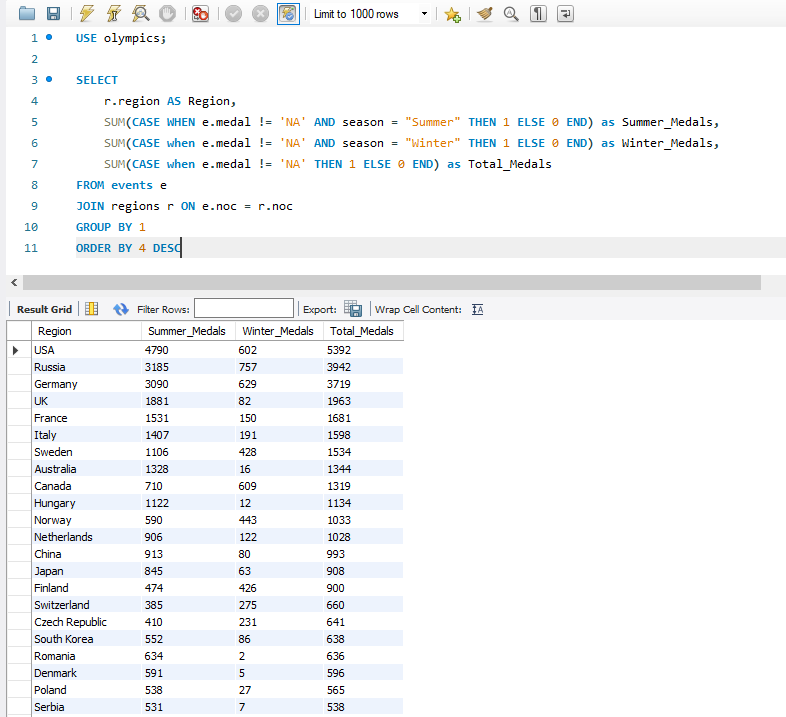 Limit to 1000 rows
1 USE olympics;
2
3 SELECT
4 r.region AS Region,
5 SUM(CASE WHEN e.medal != 'NA' AND season = "Summer" THEN 1 ELSE 0 END) as Summer_Medals,
6 SUM(CASE when e.medal != 'NA' AND season = "Winter" THEN 1 ELSE 0 END) as Winter_Medals,
7 SUM(CASE when e.medal != 'NA' THEN 1 ELSE 0 END) as Total_Medals
8 FROM events e
9 JOIN regions r ON e.noc = r.noc
10 GROUP BY 1
11 ORDER BY 4 DESC
Result Grid Filter Rows: Export: Wrap Cell Content:
Region Summer_Medals Winter_Medals Total_Medals
USA 4790 602 5392
Russia 3185 757 3942
Germany 3090 629 3719
UK 1881 82 1963
France 1531 150 1681
Italy 1407 191 1598
Sweden 1106 428 1534
Australia 1328 16 1344
Canada 710 609 1319
Hungary 1122 12 1134
Norway 590 443 1033
Netherlands 906 122 1028
China 913 80 993
Japan 845 63 908
Finland 474 426 900
Switzerland 385 275 660
Czech Republic 410 231 641
South Korea 552 86 638
Romania 634 2 636
Denmark 591 5 596
Poland 538 27 565
Serbia 531 7 538